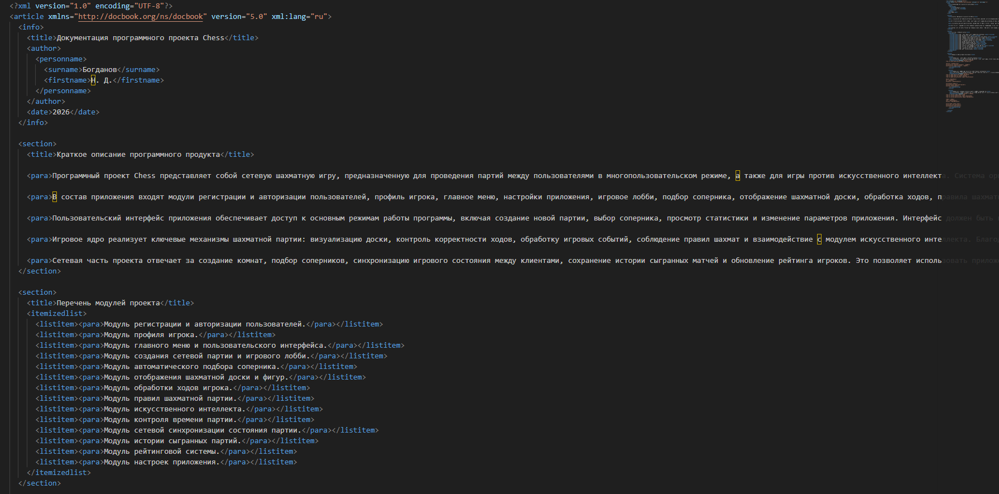 <?xml version="1.0" encoding="UTF-8"?>
<article xmlns="http://docbook.org/ns/docbook" version="5.0" xml:lang="ru">
<info>
<title>Документация программного проекта Chess</title>
<author>
<personname>
<surname>Богданов</surname>
<firstname>Н. Д.</firstname>
</personname>
</author>
<date>2026</date>
</info>
<section>
<title>Краткое описание программного продукта</title>
<para>Программный проект Chess представляет собой сетевую шахматную игру, предназначенную для проведения партий между пользователями в многопользовательском режиме, а также для игры против искусственного интеллекта. Система
<para>В состав приложения входят модули регистрации и авторизации пользователей, профиль игрока, главное меню, настройки приложения, игровое лобби, подбор соперника, отображение шахматной доски, обработка ходов, правила
<para>Пользовательский интерфейс приложения обеспечивает доступ к основным режимам работы программы, включая создание новой партии, выбор соперника, просмотр статистики и изменение параметров приложения. Интерфейс должен быть
<para>Игровое ядро реализует ключевые механизмы шахматной партии: визуализацию доски, контроль корректности ходов, обработку игровых событий, соблюдение правил шахмат и взаимодействие с модулем искусственного интеллекта.
<para>Сетевая часть проекта отвечает за создание комнат, подбор соперников, синхронизацию игрового состояния между клиентами, сохранение истории сыгранных матчей и обновление рейтинга игроков. Это позволяет использовать
</section>
<section>
<title>Перечень модулей проекта</title>
<itemizedlist>
<listitem><para>Модуль регистрации и авторизации пользователей.</para></listitem>
<listitem><para>Модуль профиля игрока.</para></listitem>
<listitem><para>Модуль главного меню и пользовательского интерфейса.</para></listitem>
<listitem><para>Модуль создания сетевой партии и игрового лобби.</para></listitem>
<listitem><para>Модуль автоматического подбора соперника.</para></listitem>
<listitem><para>Модуль отображения шахматной доски и фигур.</para></listitem>
<listitem><para>Модуль обработки ходов игрока.</para></listitem>
<listitem><para>Модуль правил шахматной партии.</para></listitem>
<listitem><para>Модуль искусственного интеллекта.</para></listitem>
<listitem><para>Модуль контроля времени партии.</para></listitem>
<listitem><para>Модуль сетевой синхронизации состояния партии.</para></listitem>
<listitem><para>Модуль истории сыгранных партий.</para></listitem>
<listitem><para>Модуль рейтинговой системы.</para></listitem>
<listitem><para>Модуль настроек приложения.</para></listitem>
</itemizedlist>
</section>